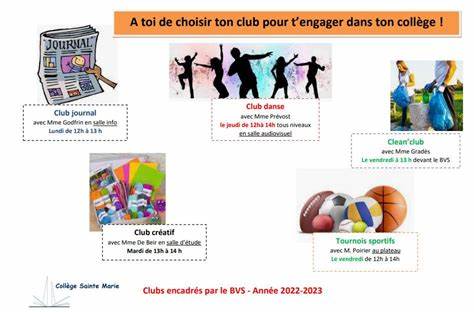 A toi de choisir ton club pour t’engager dans ton collège !
JOURNAL
Club journal
avec Mme Godfrin en salle info
Lundi de 12h à 13 h
Club danse
avec Mme Prévost
le jeudi de 12hà 14h tous niveaux
en salle audiovisuel
Clean’club
avec M. Gradès
Le vendredi à 13 h devant le BVS
Club créatif
avec Mme De Beir en salle d’étude
Mardi de 13h à 14 h
Tournois sportifs
avec M. Poirier au plateau
Le vendredi de 12h à 14h
Collège Sainte Marie
Clubs encadrés par le BVS - Année 2022-2023